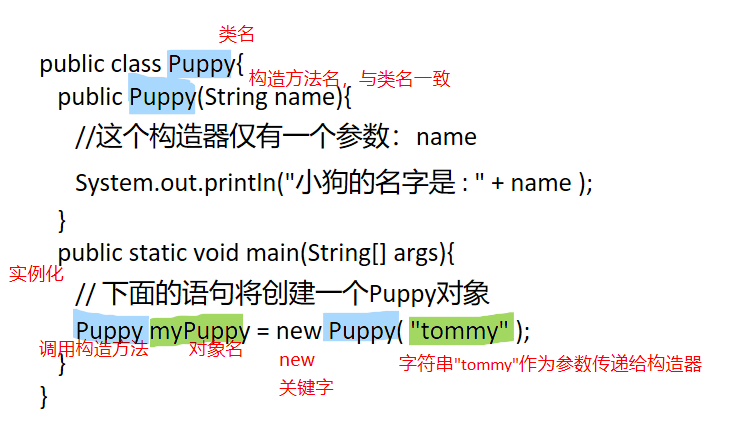 类名
public class Puppy{
构造方法名，与类名一致
public Puppy(String name){
//这个构造器仅有一个参数：name
System.out.println("小狗的名字是 : " + name );
}
public static void main(String[] args){
实例化
// 下面的语句将创建一个Puppy对象
Puppy myPuppy = new Puppy( "tommy" );
调用构造方法 对象名 new 字符串"tommy"作为参数传递给构造器
}
关键字
}